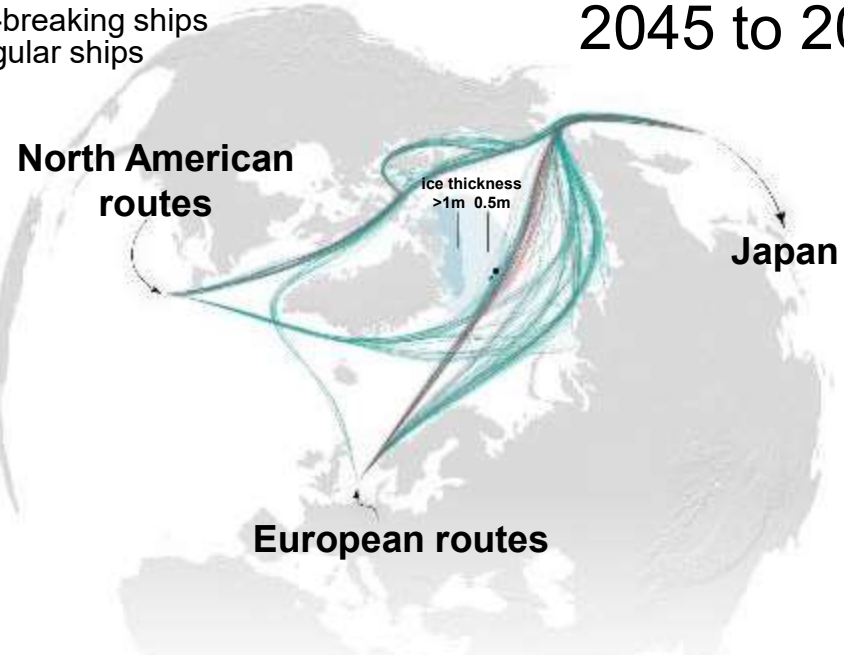 -breaking ships
gular ships
2045 to 20
North American
routes
ice thickness
>1m 0.5m
Japan
European routes